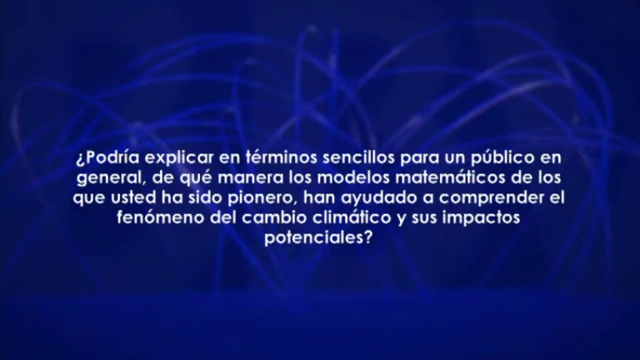 ¿Podría explicar en términos sencillos para un público en
general, de qué manera los modelos matemáticos de los
que usted ha sido pionero, han ayudado a comprender el
fenómeno del cambio climático y sus impactos
potenciales?